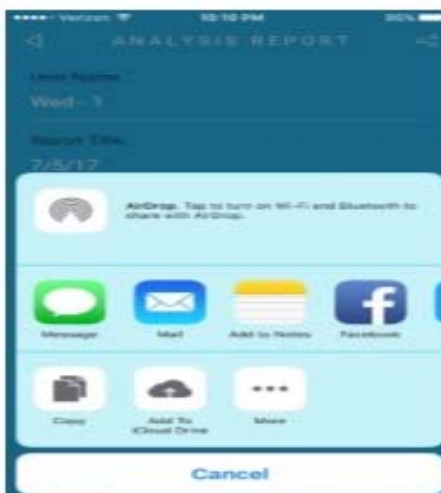 Verizon 10:10 PM
ANALYSIS REPORT
User Name
Wed - 1
Report Title
7/5/17
AirDrop. Tap to turn on Wi-Fi and Bluetooth to
share with AirDrop.
Message Mail Add to Notes Facebook
Copy Add To More
iCloud Drive
Cancel